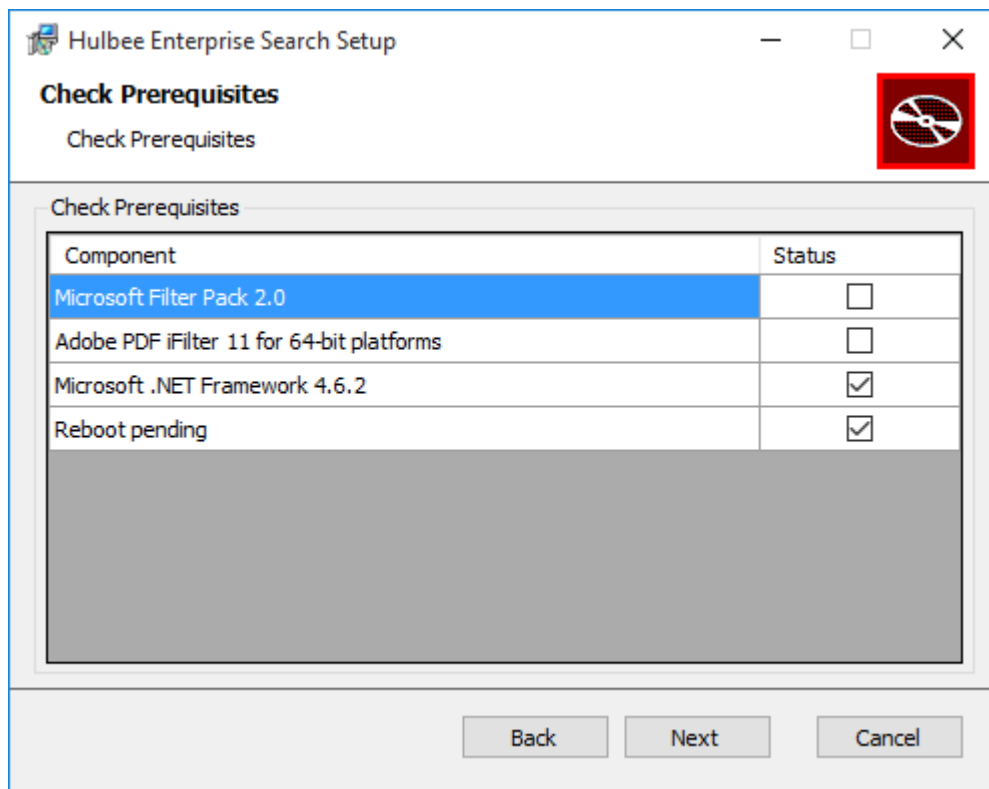 Hulbee Enterprise Search Setup
Check Prerequisites
Check Prerequisites
Check Prerequisites
Component Status
Microsoft Filter Pack 2.0
Adobe PDF iFilter 11 for 64-bit platforms
Microsoft .NET Framework 4.6.2
Reboot pending
Back Next Cancel